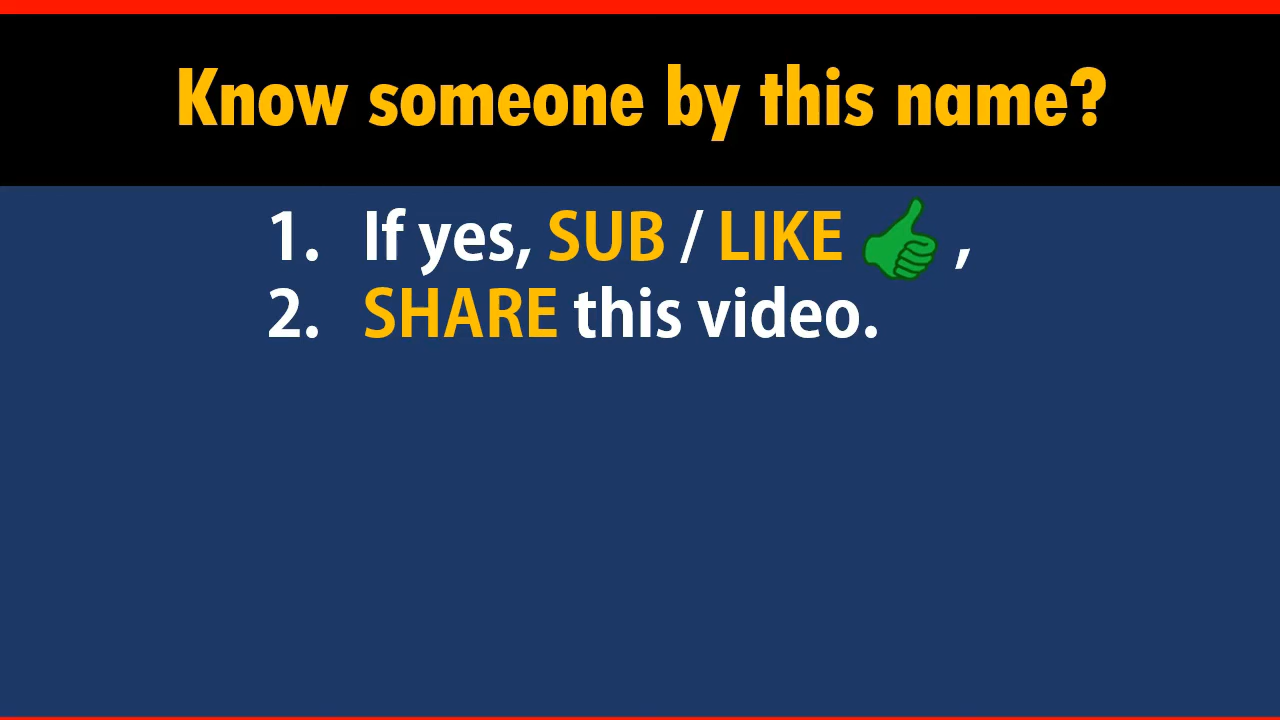 Know someone by this name?
1. If yes, SUB / LIKE ,
2. SHARE this video.